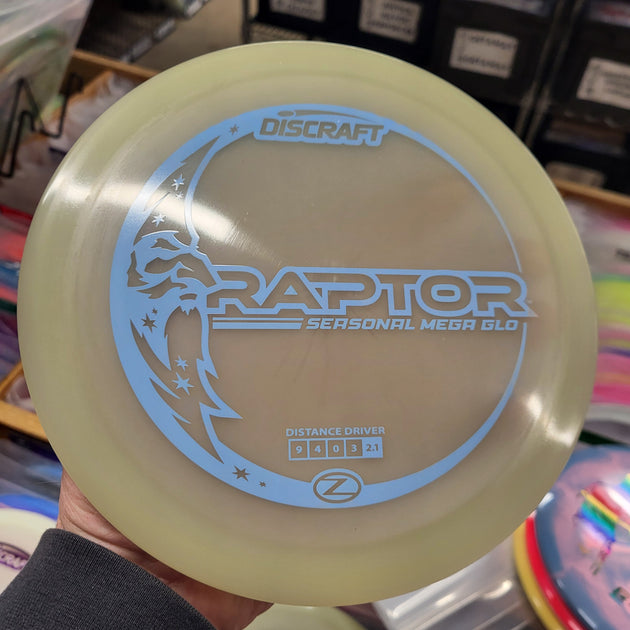 DISCRAFT
RAPTOR
SEASONAL MEGA GLO
DISTANCE DRIVER
9 4 0 3 2.1
Z